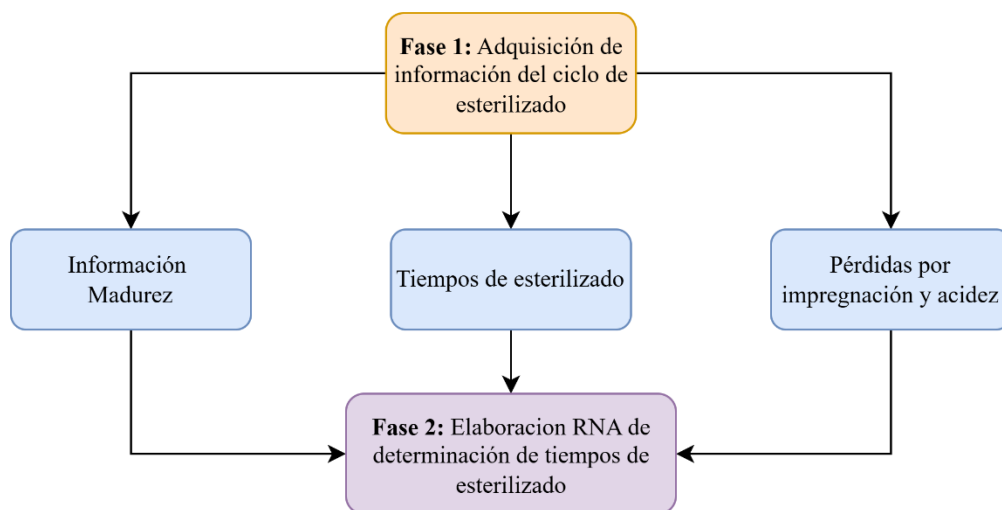 Fase 1: Adquisición de
información del ciclo de
esterilizado
Información
Madurez
Tiempos de esterilizado
Pérdidas por
impregnación y acidez
Fase 2: Elaboracion RNA de
determinación de tiempos de
esterilizado